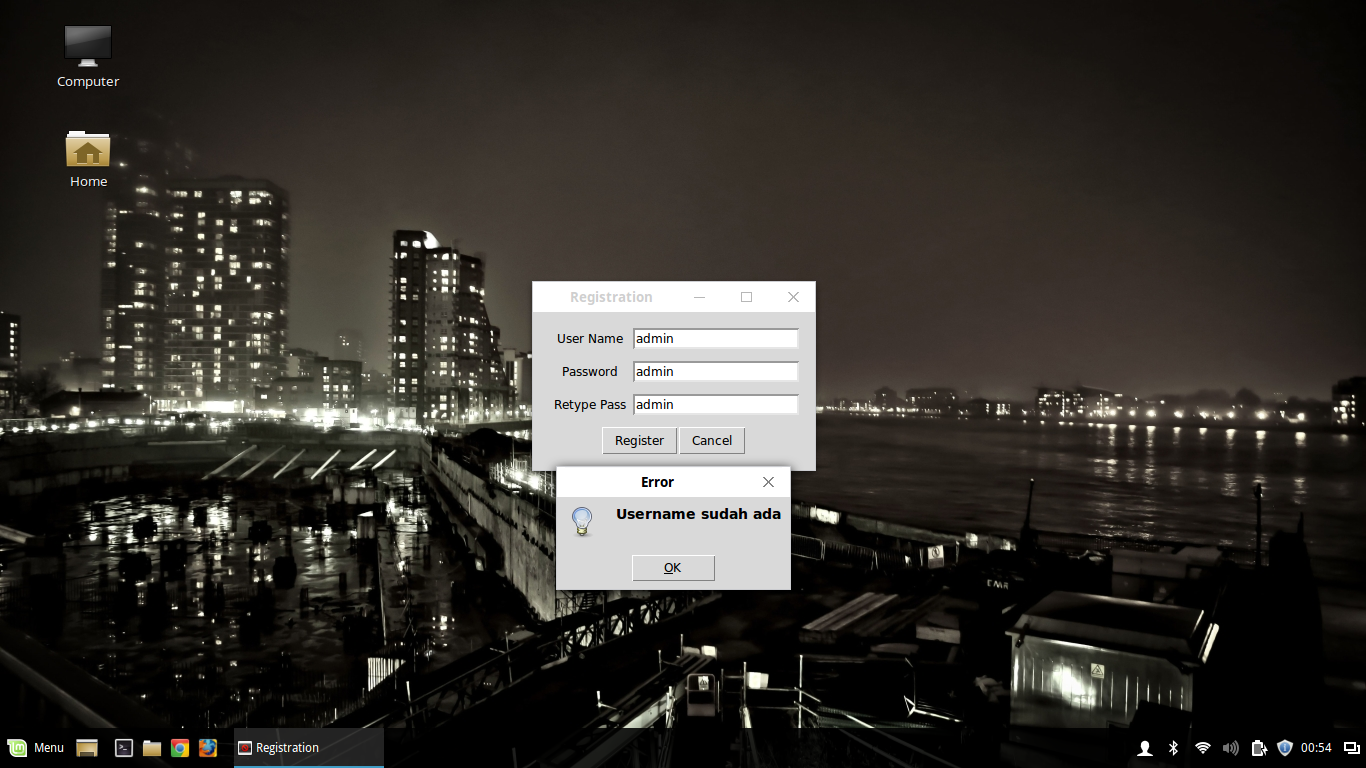 Computer
Home
Registration
User Name admin
Password admin
Retype Pass admin
Register Cancel
Error
Username sudah ada
OK
CMR
Menu Registration 00:54